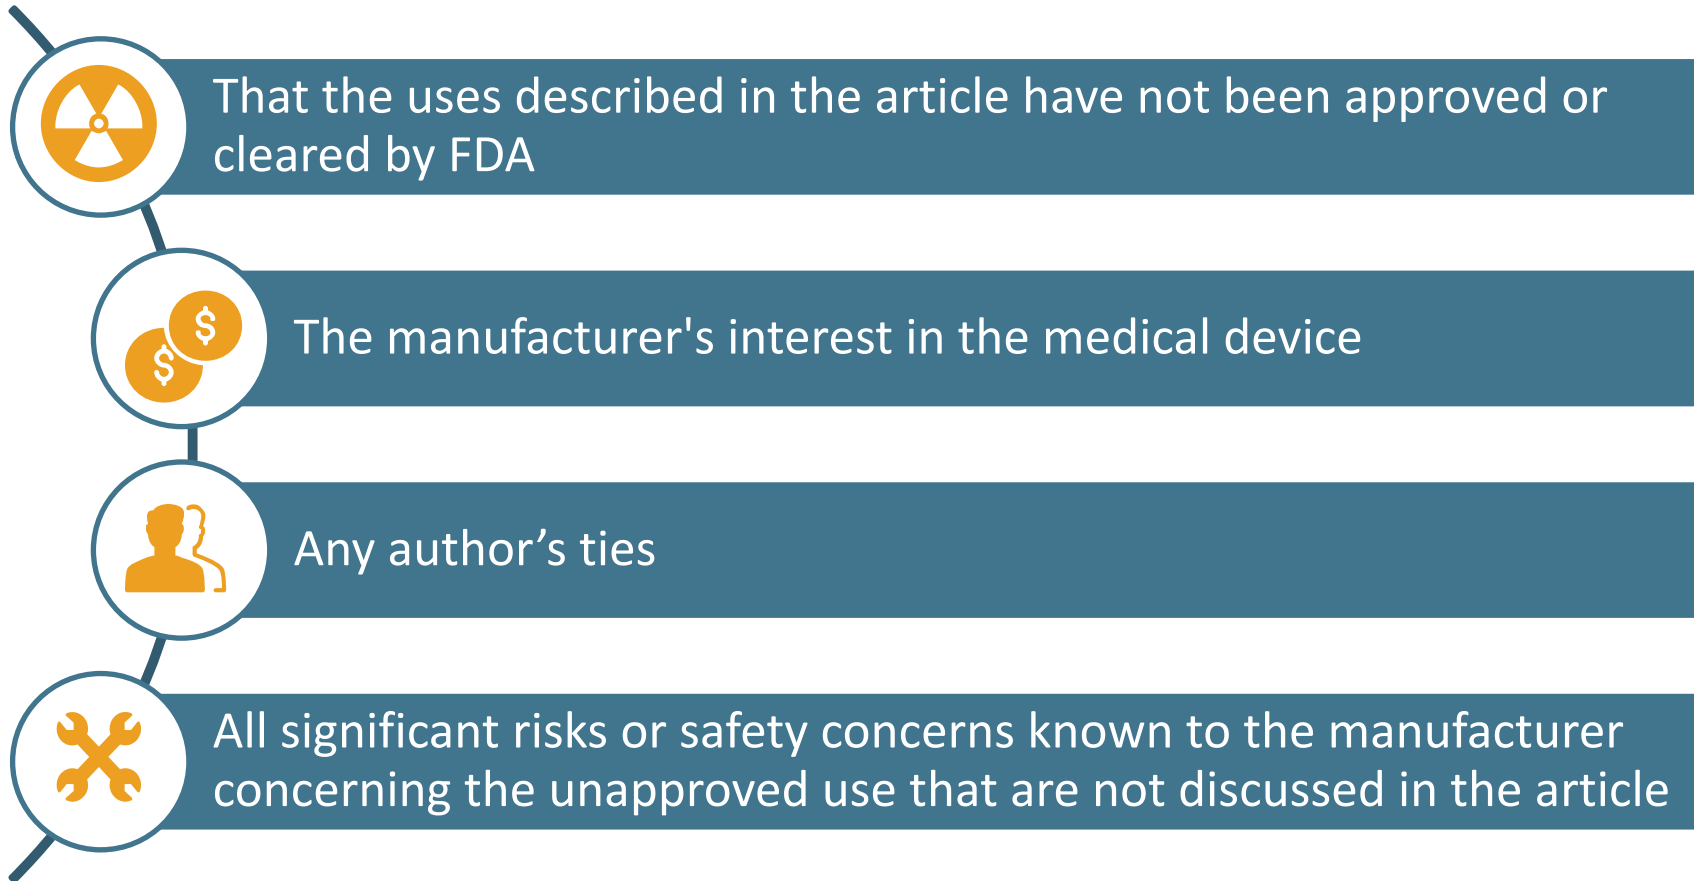 That the uses described in the article have not been approved or
cleared by FDA
$
$
The manufacturer's interest in the medical device
Any author’s ties
All significant risks or safety concerns known to the manufacturer
concerning the unapproved use that are not discussed in the article